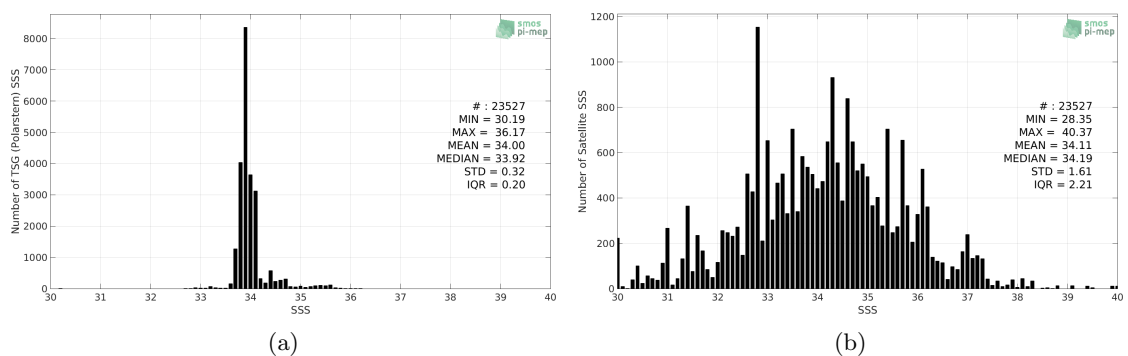 smos
pi-mep
Number of TSG (Polarstern) SSS
8000
7000
6000
5000
4000
3000
2000
1000
0
# : 23527
MIN = 30.19
MAX = 36.17
MEAN = 34.00
MEDIAN = 33.92
STD = 0.32
IQR = 0.20
30 31 32 33 34 35 36 37 38 39 40
SSS
(a)
smos
pi-mep
Number of Satellite SSS
1200
1000
800
600
400
200
0
# : 23527
MIN = 28.35
MAX = 40.37
MEAN = 34.11
MEDIAN = 34.19
STD = 1.61
IQR = 2.21
30 31 32 33 34 35 36 37 38 39 40
SSS
(b)